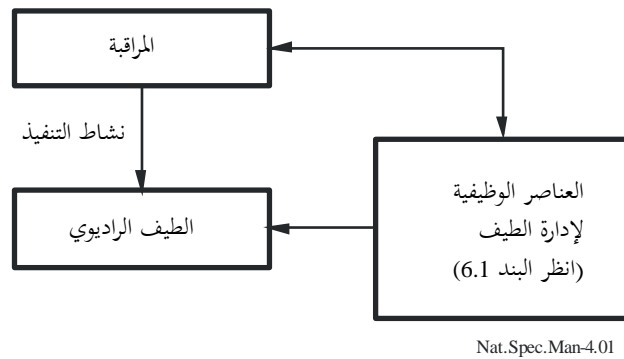 المراقبة
نشاط التنفيذ
الطيف الراديوي
العناصر الوظيفية
لإدارة الطيف
(انظر البند 6.1)
Nat.Spec.Man-4.01